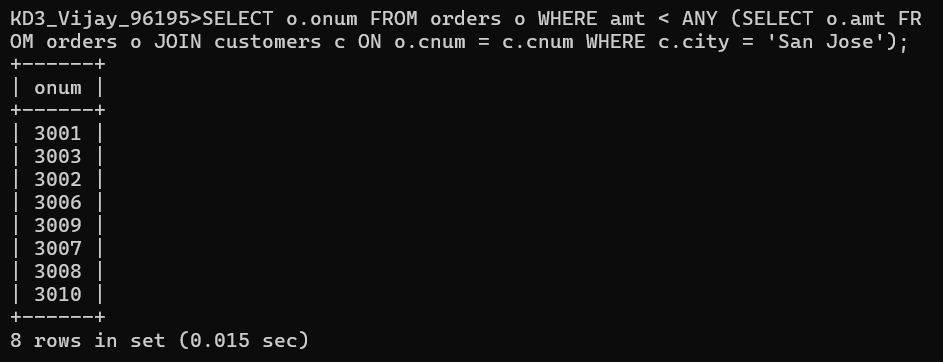 KD3_Vijay_96195>SELECT o.onum FROM orders o WHERE amt < ANY (SELECT o.amt FR
OM orders o JOIN customers c ON o.cnum = c.cnum WHERE c.city = 'San Jose');
+------+
| onum |
+------+
| 3001 |
| 3003 |
| 3002 |
| 3006 |
| 3009 |
| 3007 |
| 3008 |
| 3010 |
+------+
8 rows in set (0.015 sec)